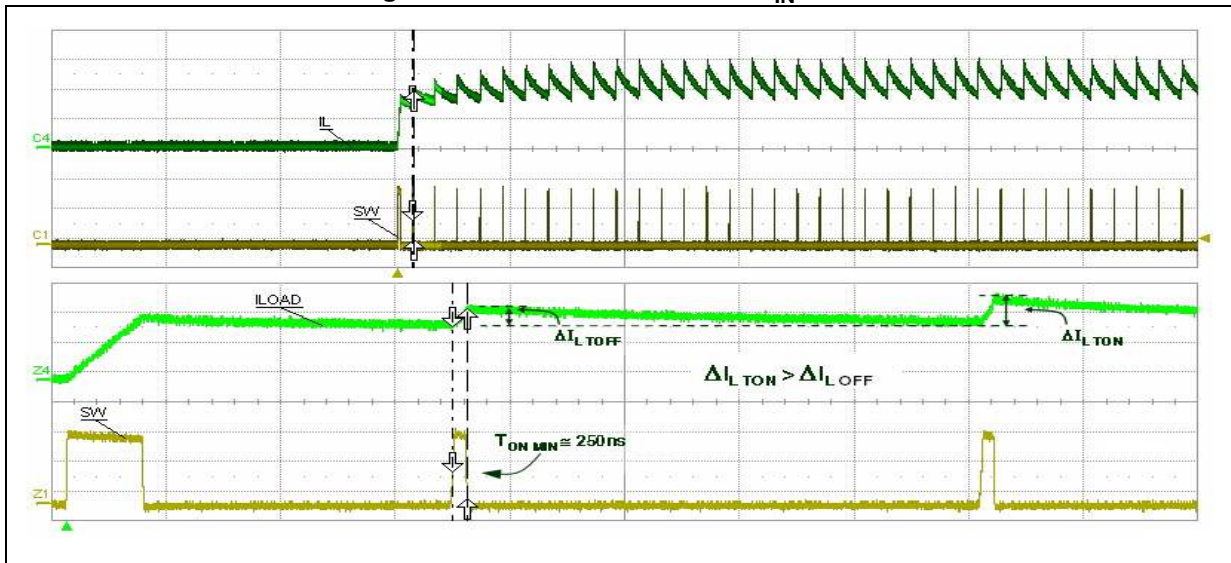 IN
C4
IL
SW
C1
ILOAD
ΔIL TOFF
ΔIL TON
Z4
ΔIL TON > ΔIL OFF
SW
TON MIN ≅ 250ns
Z1